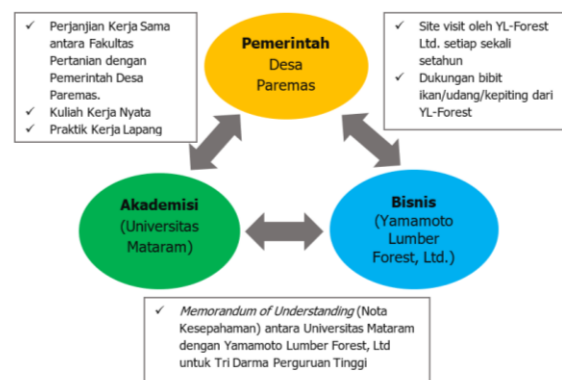 ✓ Perjanjian Kerja Sama
antara Fakultas
Pertanian dengan
Pemerintah Desa
Paremas.
✓ Kuliah Kerja Nyata
✓ Praktik Kerja Lapang
Pemerintah
Desa
Paremas
✓ Site visit oleh YL-Forest
Ltd. setiap sekali
setahun
✓ Dukungan bibit
ikan/udang/kepiting dari
YL-Forest
Akademisi
(Universitas
Mataram)
Bisnis
(Yamamoto
Lumber
Forest, Ltd.)
✓ Memorandum of Understanding (Nota
Kesepahaman) antara Universitas Mataram
dengan Yamamoto Lumber Forest, Ltd
untuk Tri Darma Perguruan Tinggi